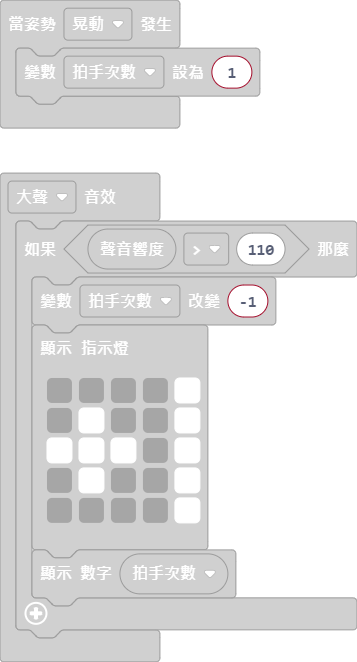 當姿勢 晃動 發生
變數 拍手次數 設為 1
大聲 音效
如果 聲音響度 > 110 那麼
變數 拍手次數 改變 -1
顯示 指示燈
顯示 數字 拍手次數